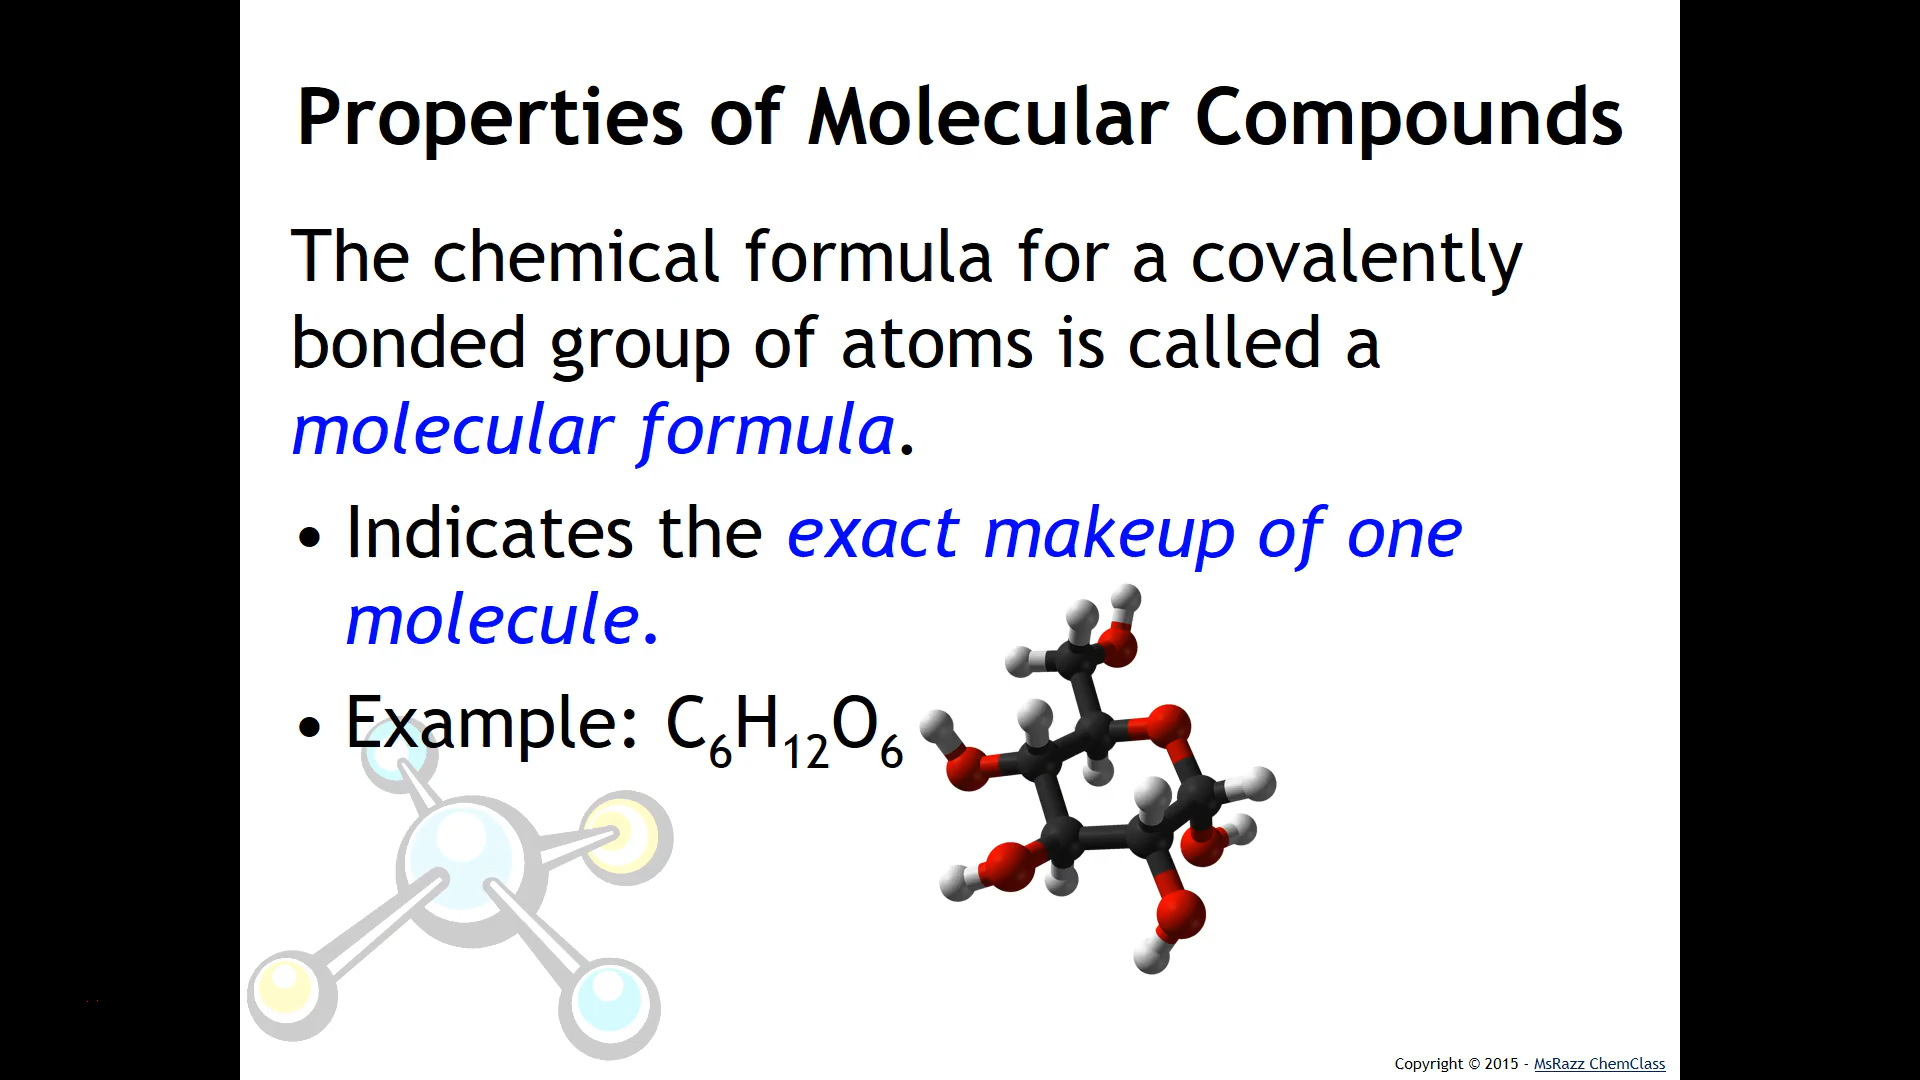 Properties of Molecular Compounds
The chemical formula for a covalently
bonded group of atoms is called a
molecular formula.
• Indicates the exact makeup of one
molecule.
• Example: C₆H₁₂O₆
Copyright © 2015 - MsRazz ChemClass